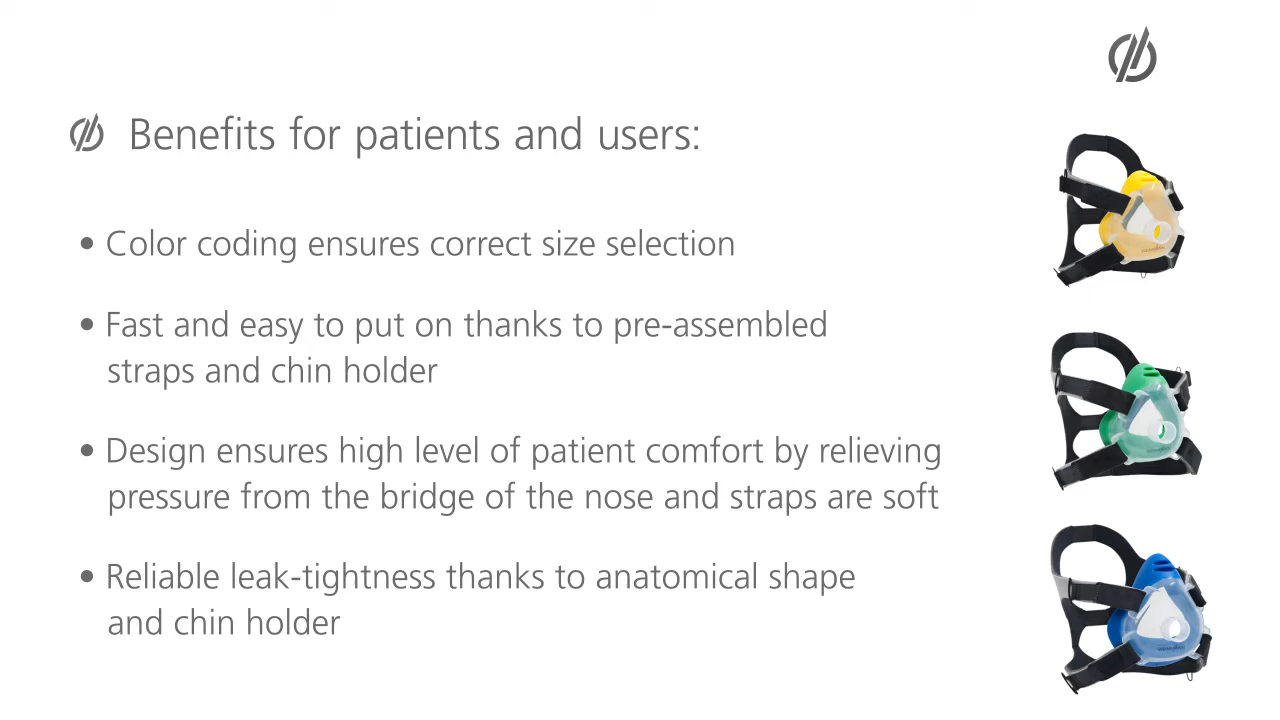 Benefits for patients and users:
• Color coding ensures correct size selection
• Fast and easy to put on thanks to pre-assembled
straps and chin holder
• Design ensures high level of patient comfort by relieving
pressure from the bridge of the nose and straps are soft
• Reliable leak-tightness thanks to anatomical shape
and chin holder